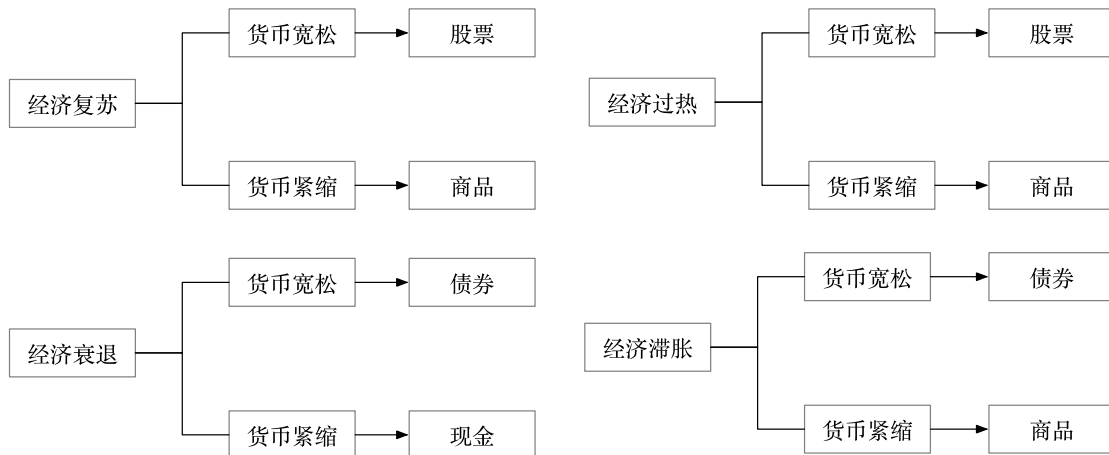 货币宽松
股票
经济复苏
货币紧缩
商品
货币宽松
股票
经济过热
货币紧缩
商品
货币宽松
债券
经济衰退
货币紧缩
现金
货币宽松
债券
经济滞胀
货币紧缩
商品